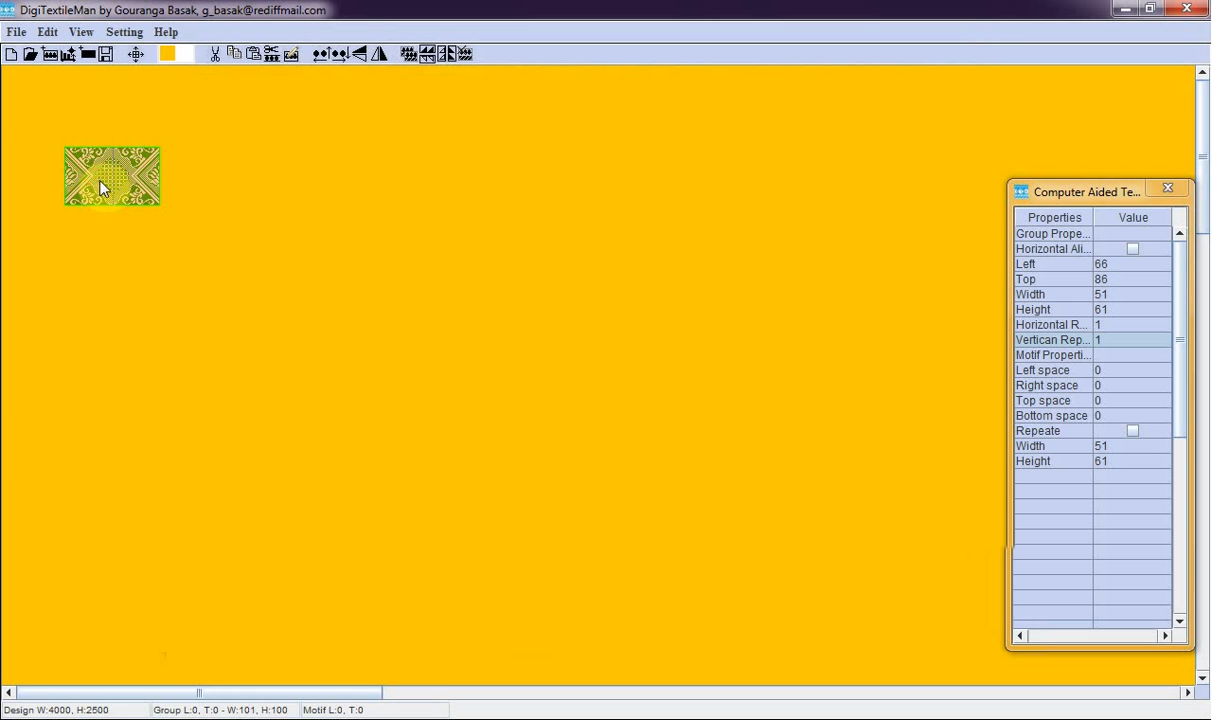 DigiTextileMan by Gouranga Basak, g_basak@rediffmail.com
File Edit View Setting Help
Computer Aided Te...
Properties Value
Group Prope...
Horizontal Ali...
Left 66
Top 86
Width 51
Height 61
Horizontal R... 1
Vertican Rep... 1
Motif Properti...
Left space 0
Right space 0
Top space 0
Bottom space 0
Repeate
Width 51
Height 61
Design W:4000, H:2500 Group L:0, T:0 - W:101, H:100 Motif L:0, T:0